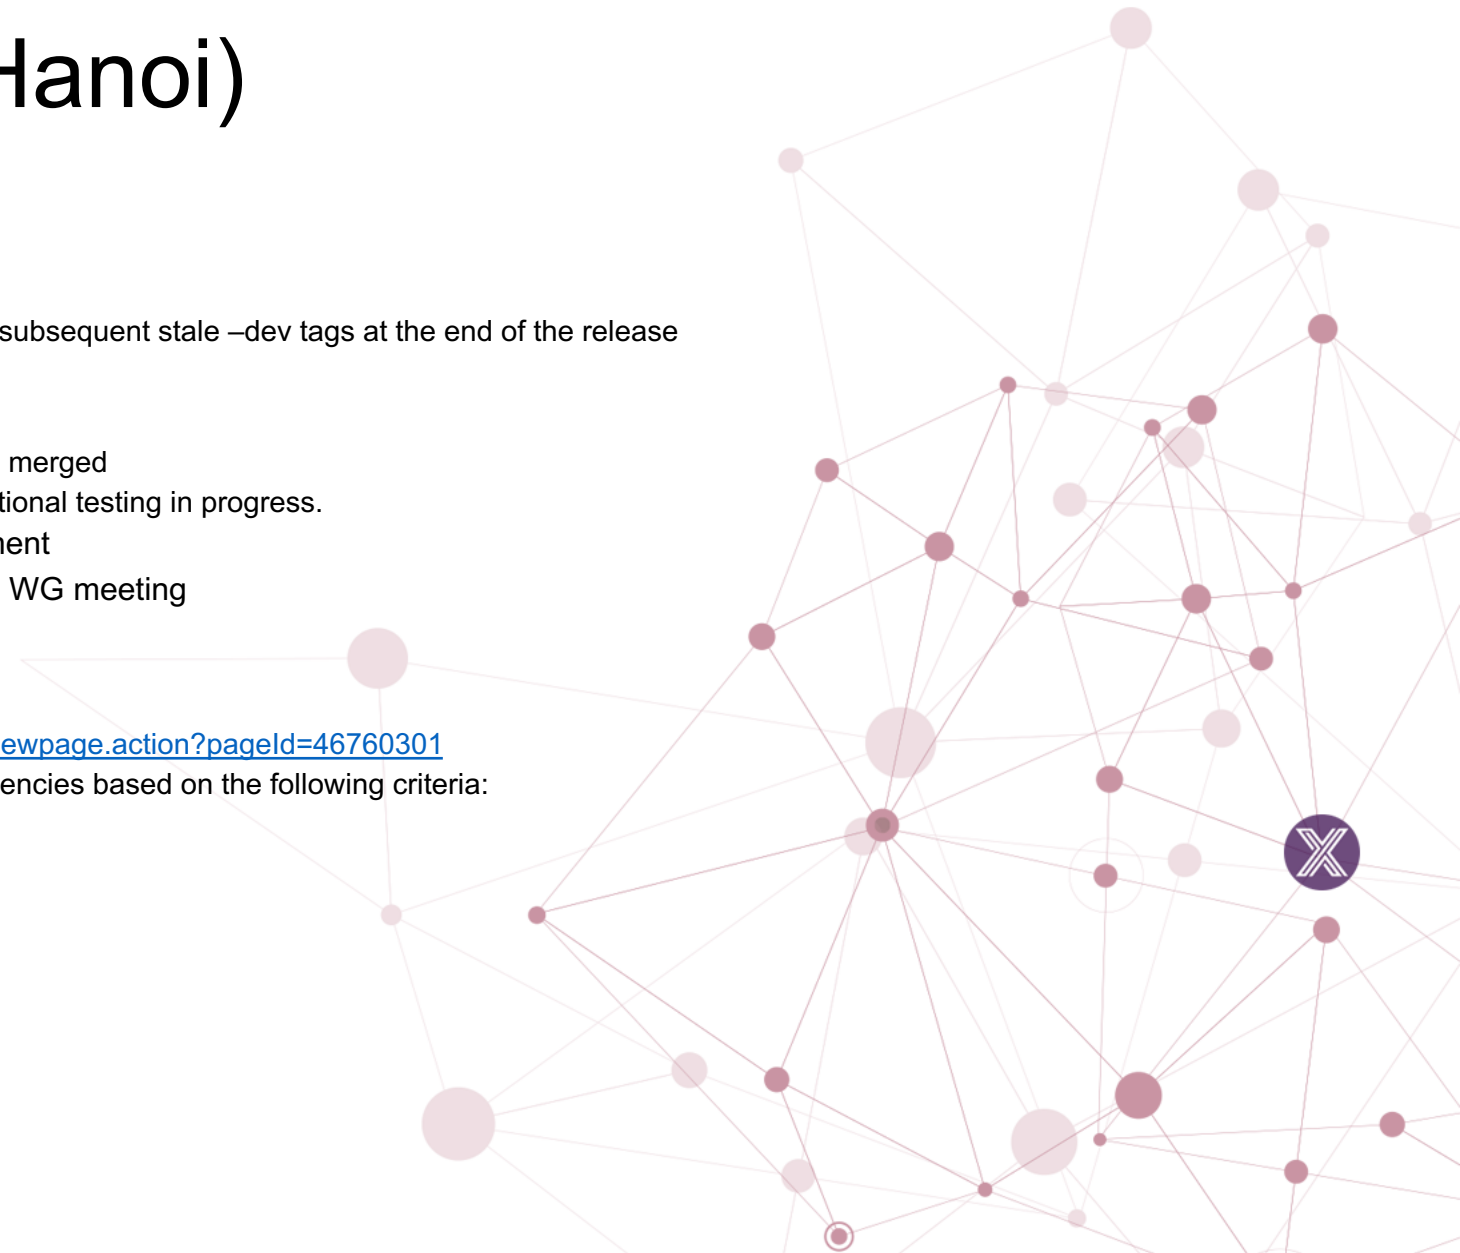 Hanoi)
subsequent stale –dev tags at the end of the release
merged
tional testing in progress.
nent
WG meeting
ewpage.action?pageId=46760301
encies based on the following criteria: